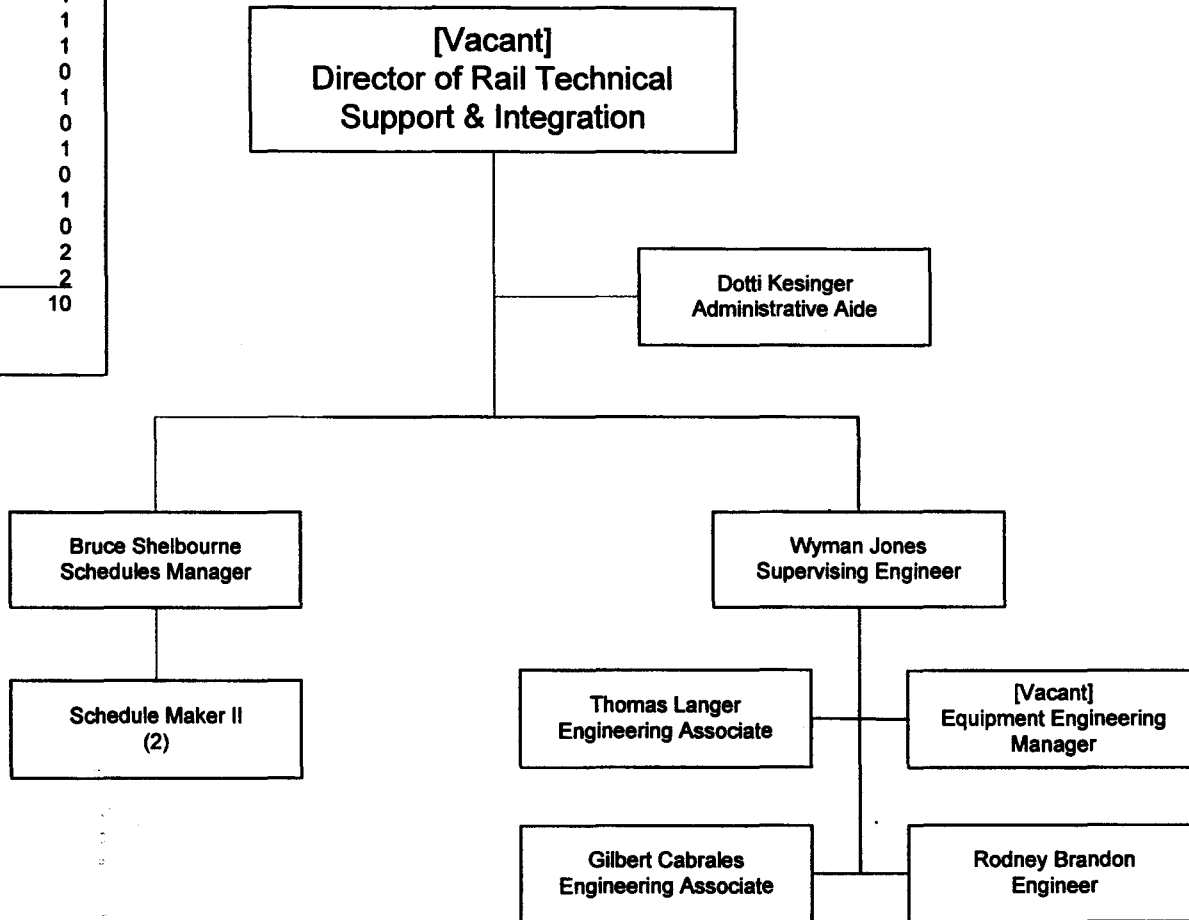 1
1
0
1
0
1
0
1
0
2
2
10
[Vacant]
Director of Rail Technical
Support & Integration
Dotti Kesinger
Administrative Aide
Bruce Shelbourne
Schedules Manager
Wyman Jones
Supervising Engineer
Schedule Maker II
(2)
Thomas Langer
Engineering Associate
[Vacant]
Equipment Engineering
Manager
Gilbert Cabrales
Engineering Associate
Rodney Brandon
Engineer